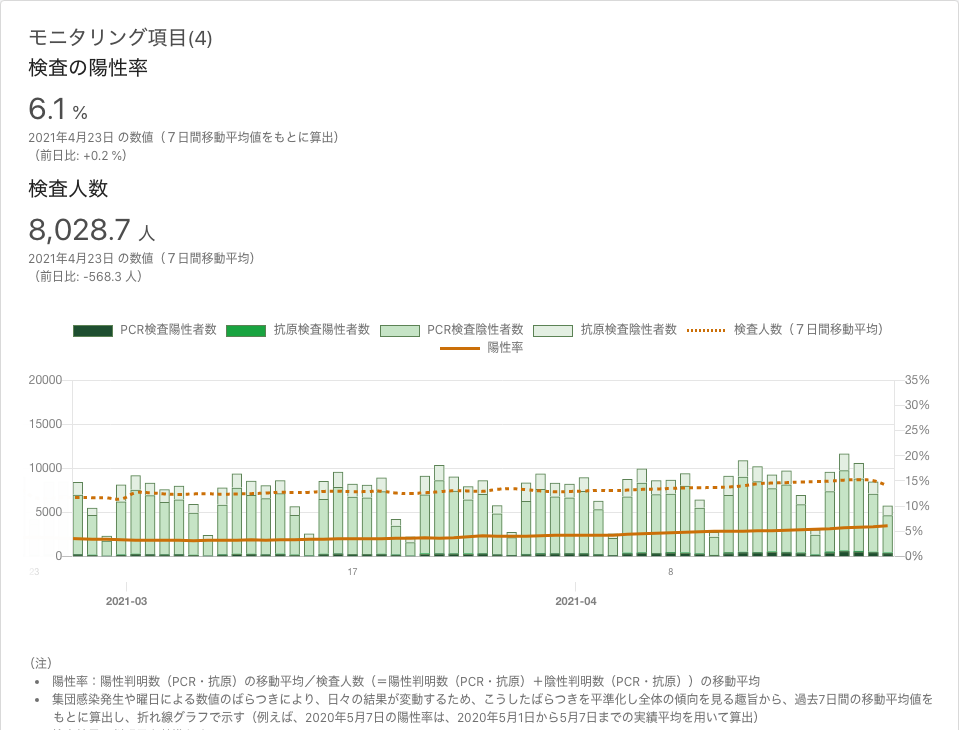 モニタリング項目(4)
検査の陽性率
6.1 %
2021年4月23日 の数値（７日間移動平均値をもとに算出）
（前日比: +0.2 %）
検査人数
8,028.7 人
2021年4月23日 の数値（７日間移動平均）
（前日比: -568.3 人）
PCR検査陽性者数 抗原検査陽性者数 PCR検査陰性者数 抗原検査陰性者数 検査人数（７日間移動平均）
陽性率
20000 35%
30%
15000 25%
20%
10000 15%
5000 10%
5%
0 0%
23 17 8
2021-03 2021-04
（注）
• 陽性率：陽性判明数（PCR・抗原）の移動平均／検査人数（＝陽性判明数（PCR・抗原）＋陰性判明数（PCR・抗原））の移動平均
• 集団感染発生や曜日による数値のばらつきにより、日々の結果が変動するため、こうしたばらつきを平準化し全体の傾向を見る趣旨から、過去7日間の移動平均値を
もとに算出し、折れ線グラフで示す（例えば、2020年5月7日の陽性率は、2020年5月1日から5月7日までの実績平均を用いて算出）